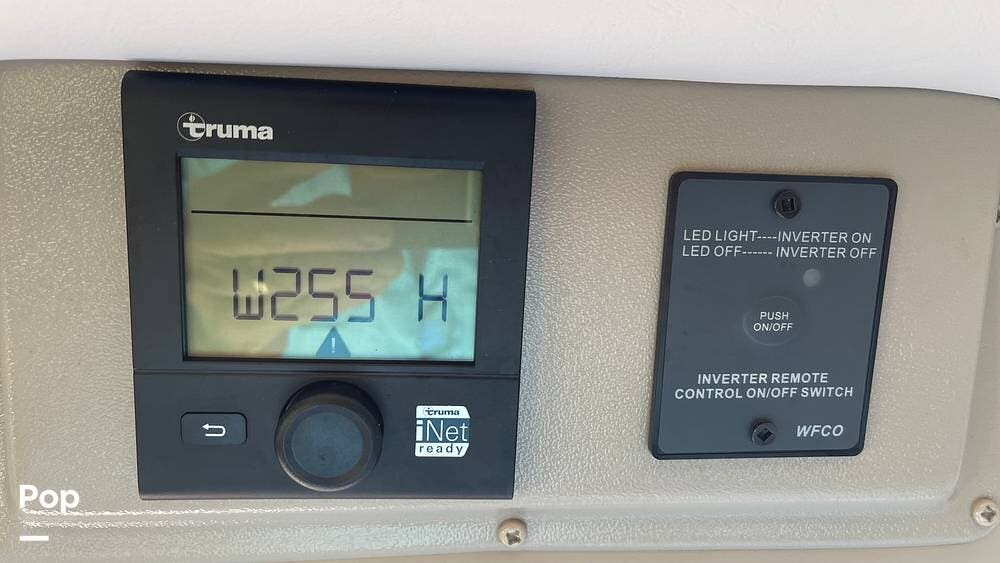 truma
W255 H
truma
iNet
ready
LED LIGHT----INVERTER ON
LED OFF------ INVERTER OFF
PUSH
ON/OFF
INVERTER REMOTE
CONTROL ON/OFF SWITCH
WFCO
Pop